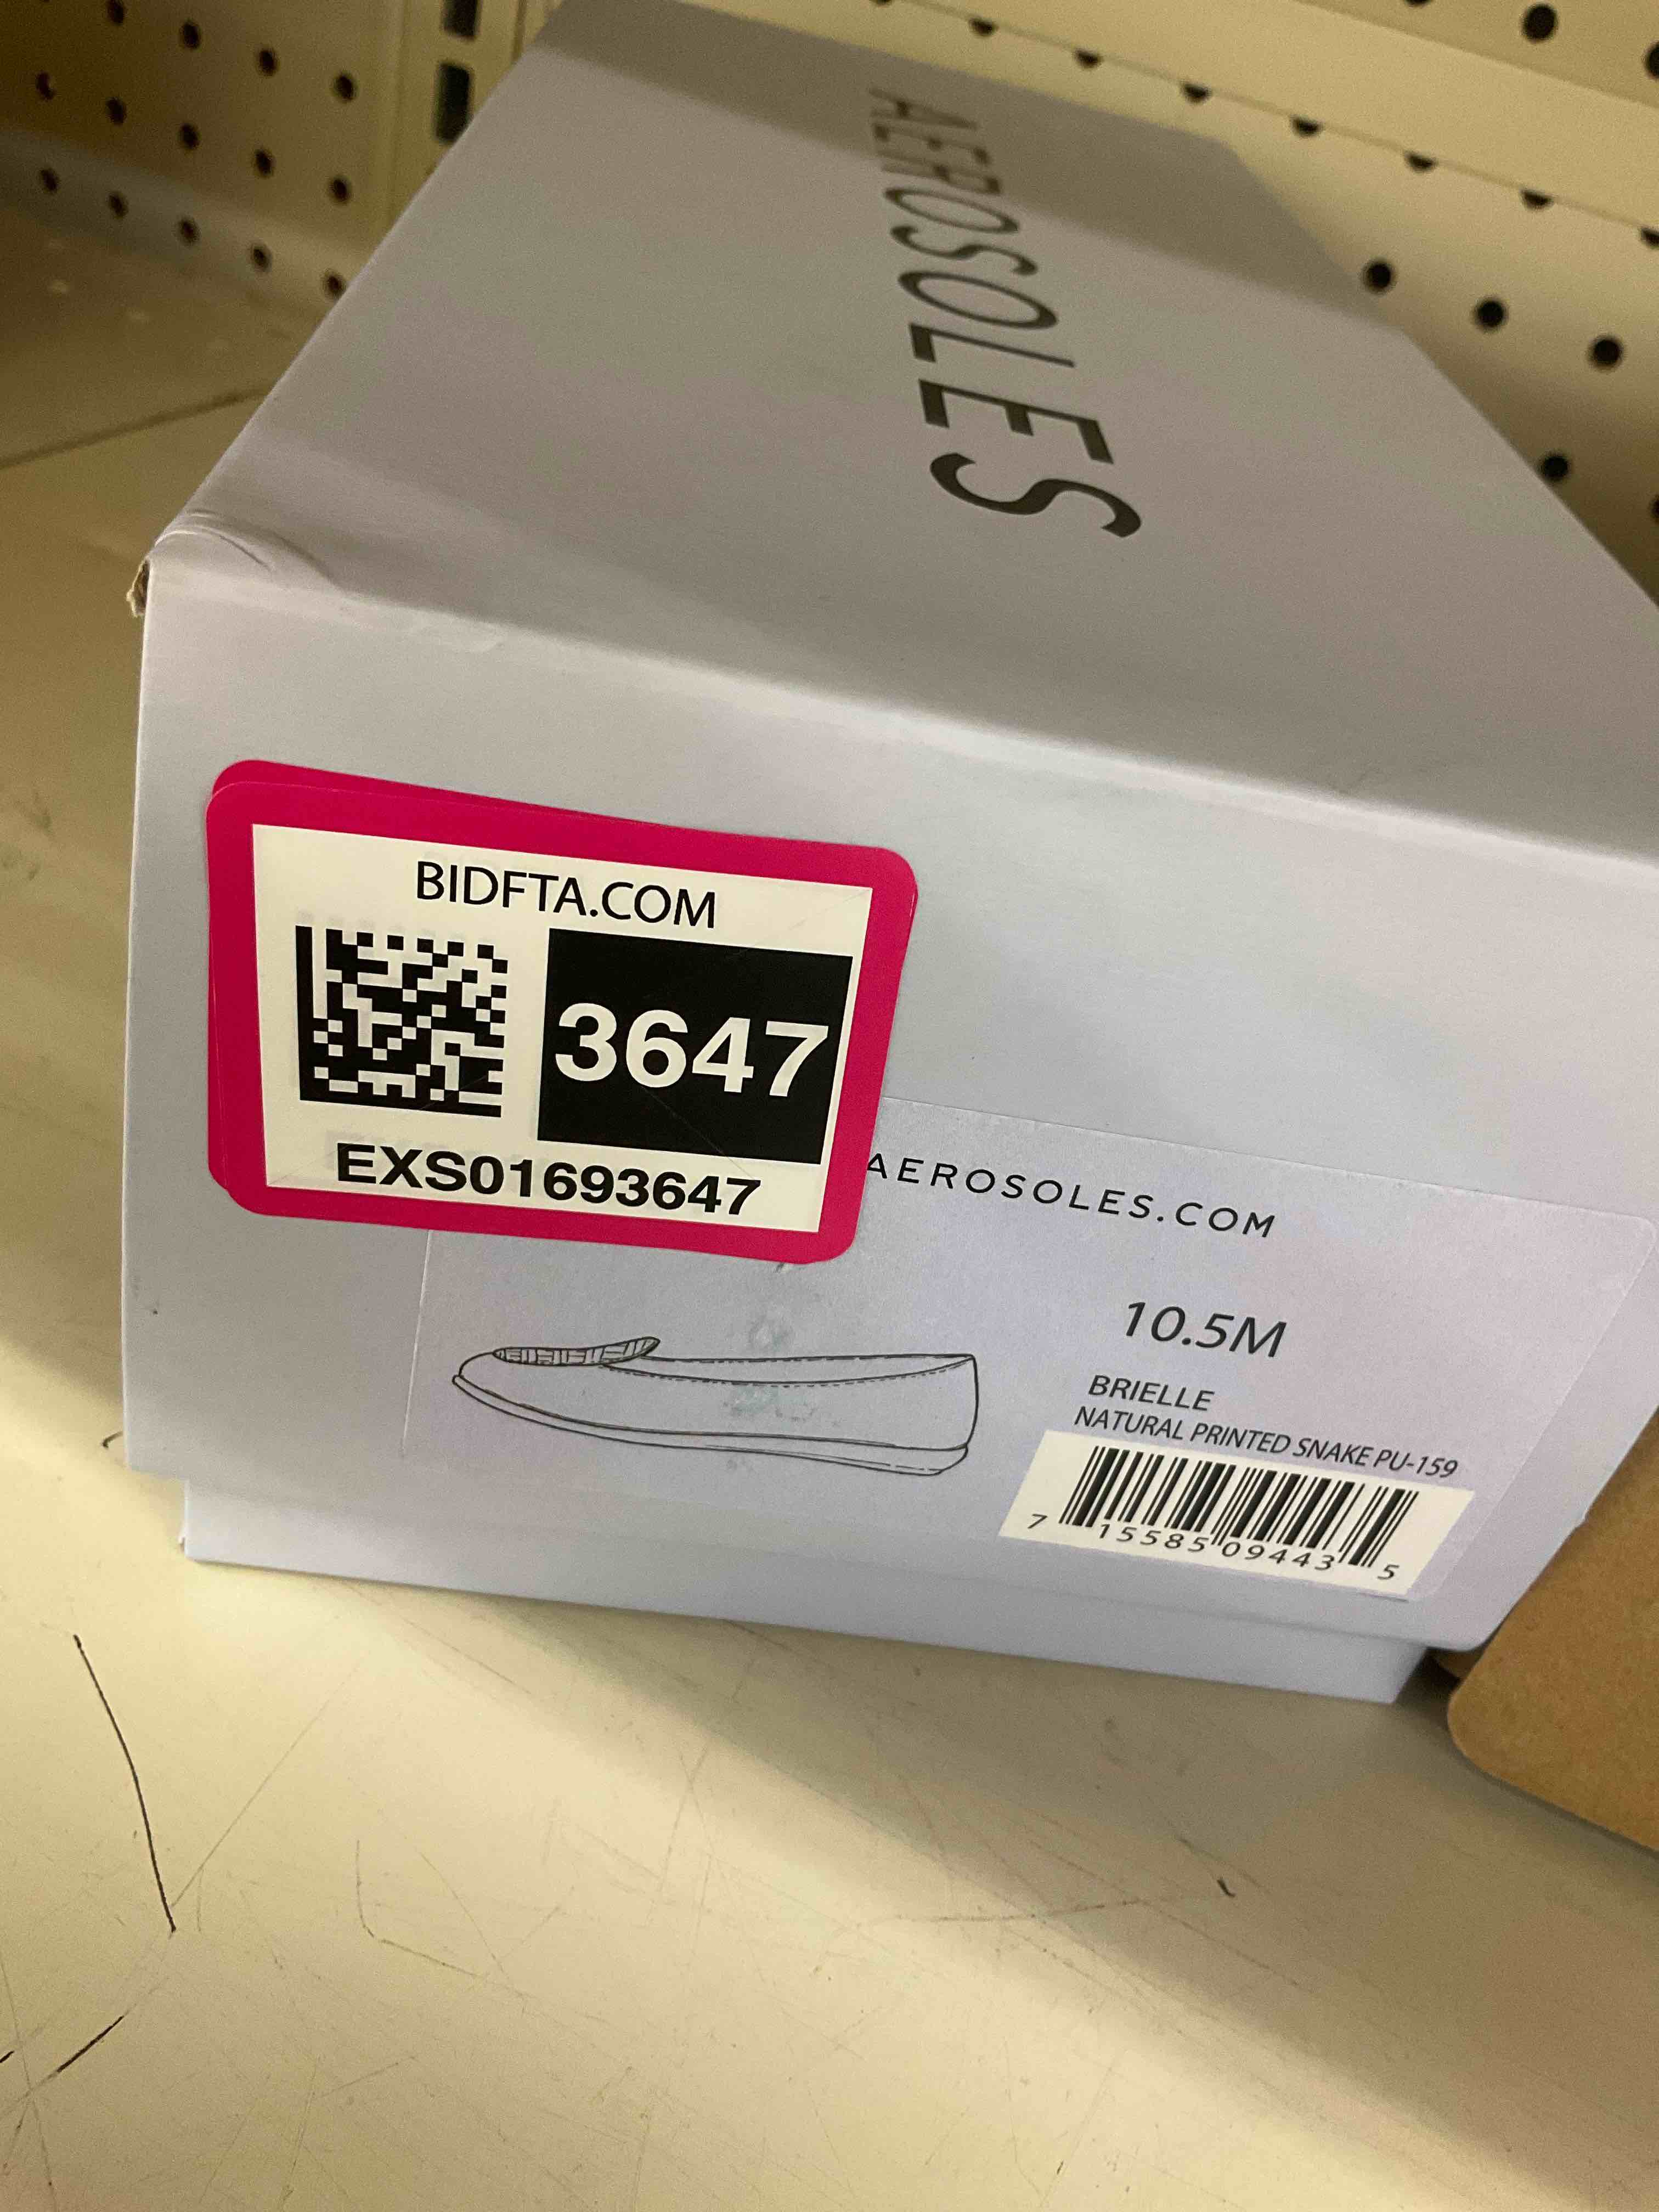 AEROSOLES
BIDFTA.COM
3647
EXS01693647
AEROSOLES.COM
10.5M
BRIELLE
NATURAL PRINTED SNAKE PU-159
7 15585 09443 5